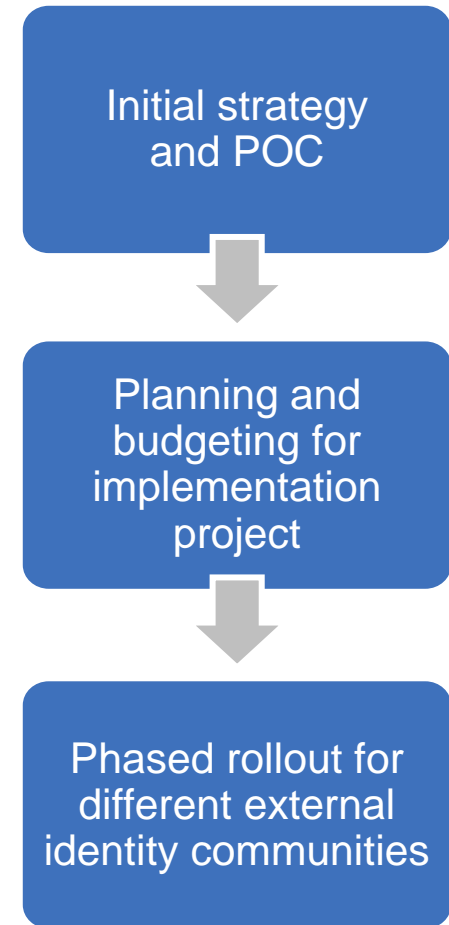 Initial strategy
and POC
Planning and
budgeting for
implementation
project
Phased rollout for
different external
identity communities